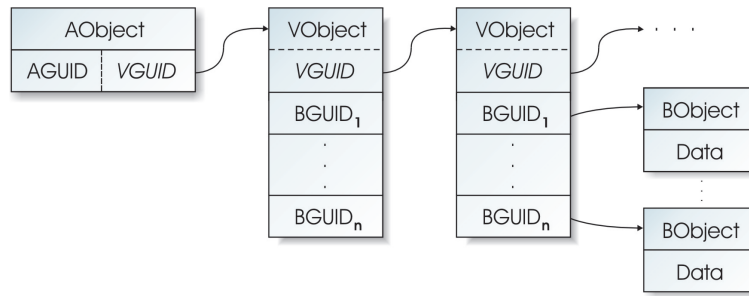 AObject
AGUID VGUID
VObject
VGUID
BGUID1
.
.
.
BGUIDn
VObject
VGUID
BGUID1
.
.
.
BGUIDn
. . .
BObject
Data
.
.
.
BObject
Data